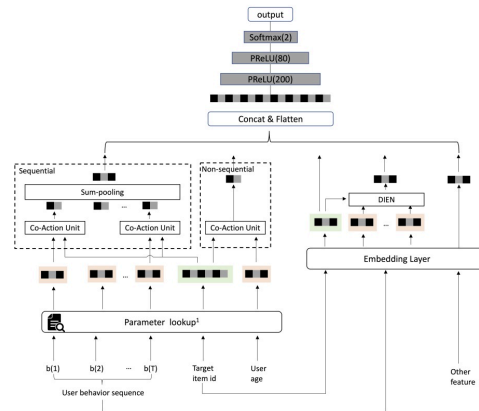 output
Softmax(2)
PReLU(80)
PReLU(200)
Concat & Flatten
Sequential
Non-sequential
Sum-pooling
...
DIEN
Co-Action Unit
Co-Action Unit
Co-Action Unit
...
Embedding Layer
...
Parameter lookup¹
b(1)
b(2)
...
b(T)
Target
item id
User
age
Other
feature
User behavior sequence